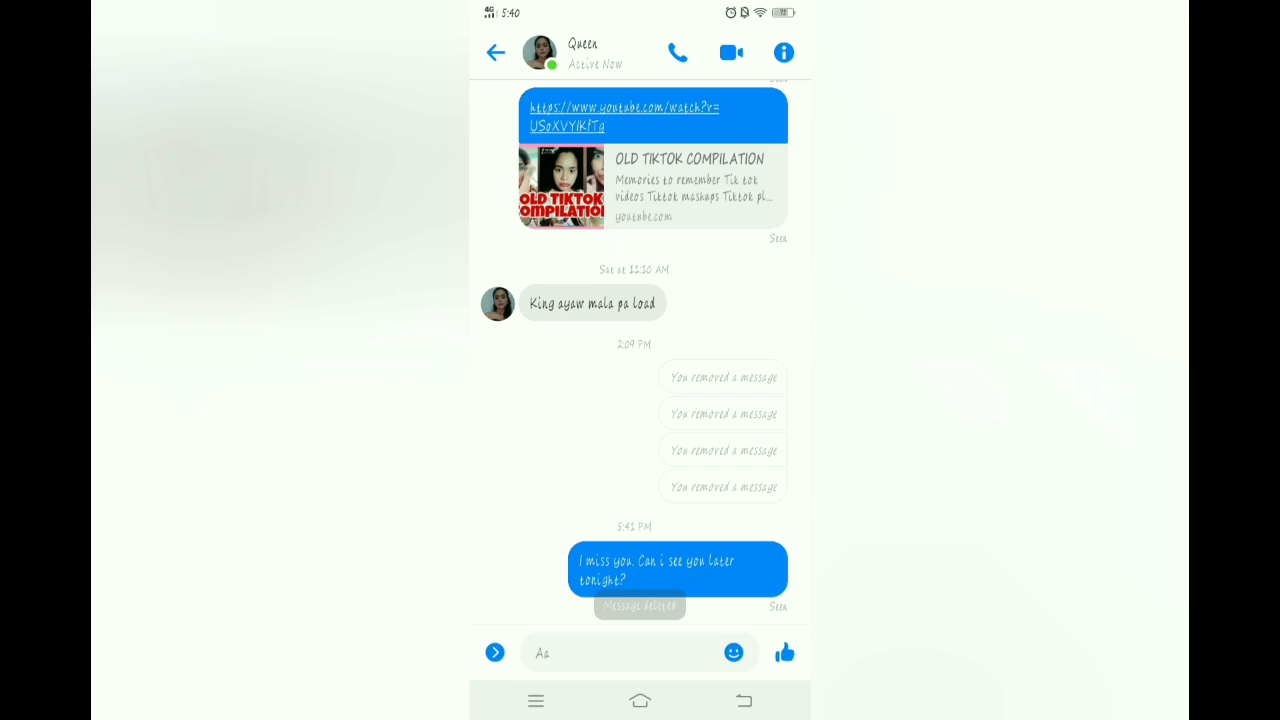 4G
5:40
Queen
Active Now
https://www.youtube.com/watch?v=
OLD TIKTOK COMPILATION
Memories to remember Tik tok
videos Tiktok mashups Tiktok pl...
youtube.com
OLD TIKTOK
COMPILATIO
Seen
Sat at 11:10 AM
King ayaw mala pa load
2:09 PM
You removed a message
You removed a message
You removed a message
You removed a message
5:41 PM
I miss you. Can i see you later
tonight?
Message deleted
Seen
Aa